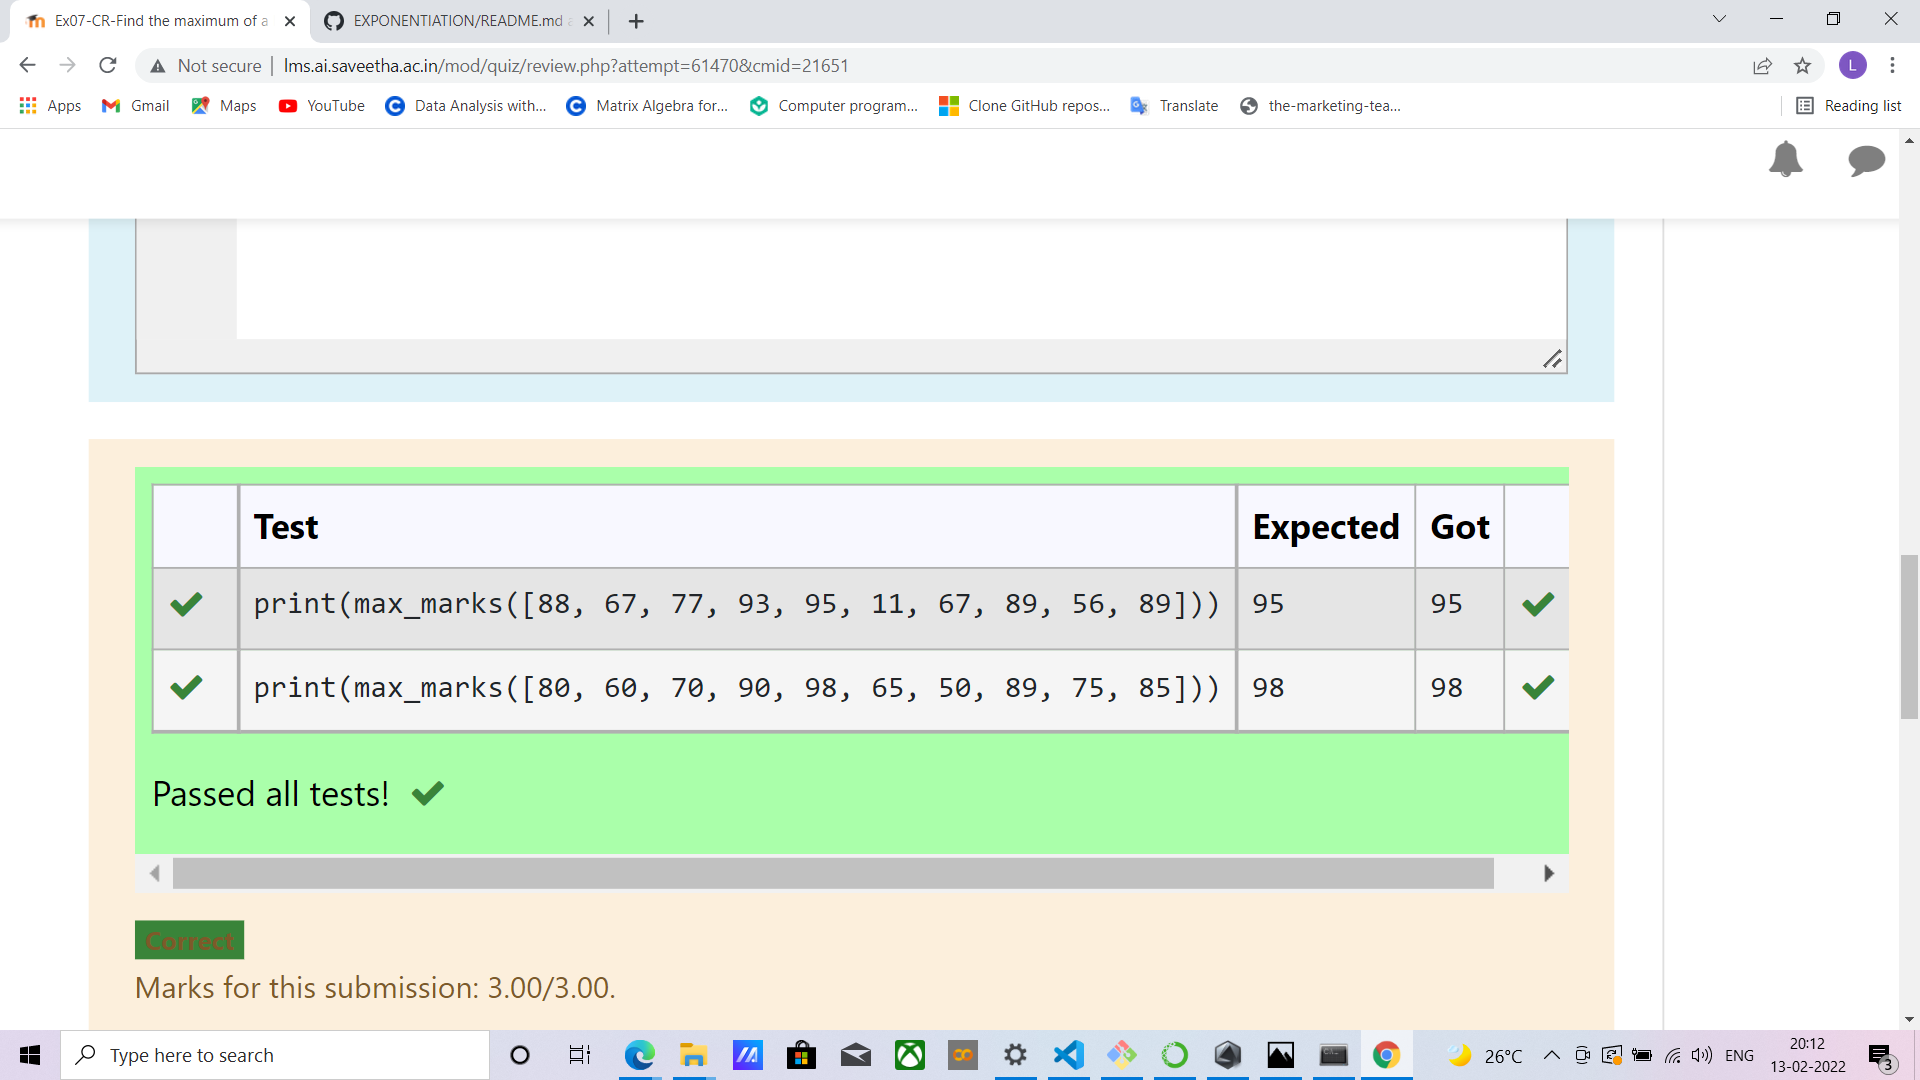 Ex07-CR-Find the maximum of a
EXPONENTIATION/README.md a
Not secure
lms.ai.saveetha.ac.in/mod/quiz/review.php?attempt=61470&cmid=21651
L
Apps
Gmail
Maps
YouTube
Data Analysis with...
Matrix Algebra for...
Computer program...
Clone GitHub repos...
Translate
the-marketing-tea...
Reading list
Test Expected Got
print(max_marks([88, 67, 77, 93, 95, 11, 67, 89, 56, 89])) 95 95
print(max_marks([80, 60, 70, 90, 98, 65, 50, 89, 75, 85])) 98 98
Passed all tests!
Correct
Marks for this submission: 3.00/3.00.
Type here to search
26°C
ENG
20:12
13-02-2022
3